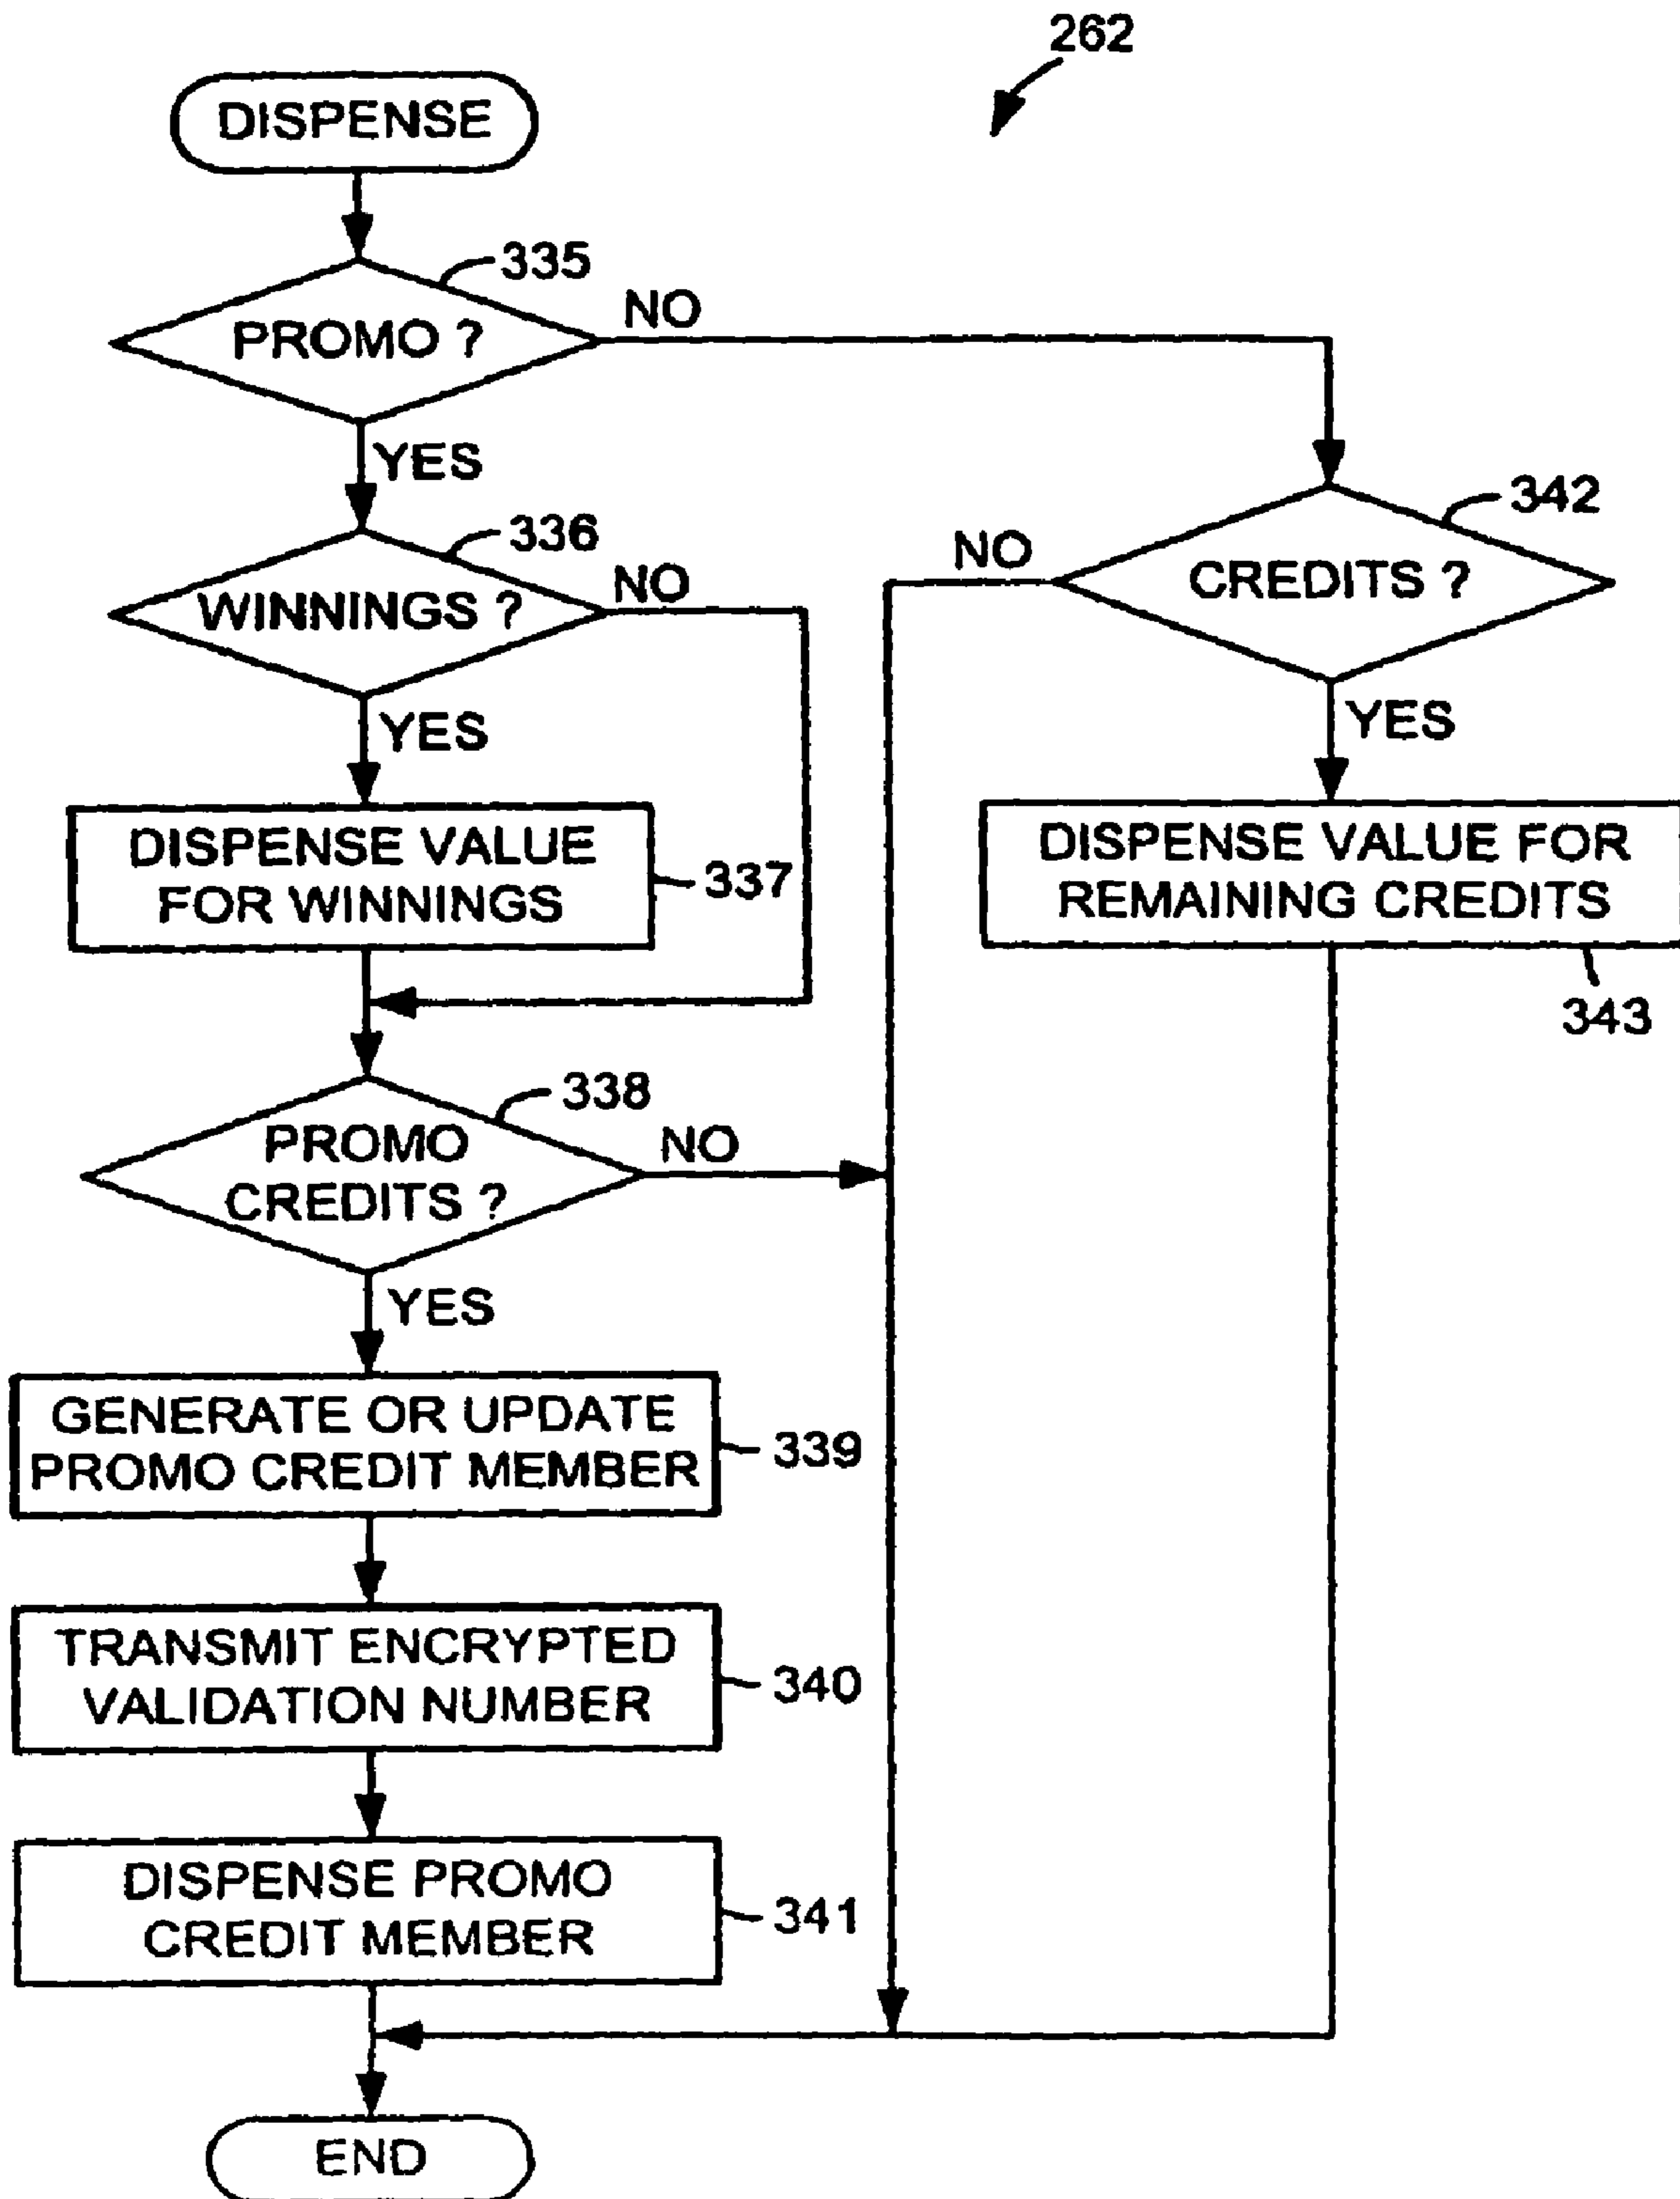 262
DISPENSE
335
PROMO ?
NO
YES
336
WINNINGS ?
NO
YES
DISPENSE VALUE
FOR WINNINGS
337
338
PROMO
CREDITS ?
NO
YES
GENERATE OR UPDATE
PROMO CREDIT MEMBER
339
TRANSMIT ENCRYPTED
VALIDATION NUMBER
340
DISPENSE PROMO
CREDIT MEMBER
341
342
CREDITS ?
NO
YES
DISPENSE VALUE FOR
REMAINING CREDITS
343
END